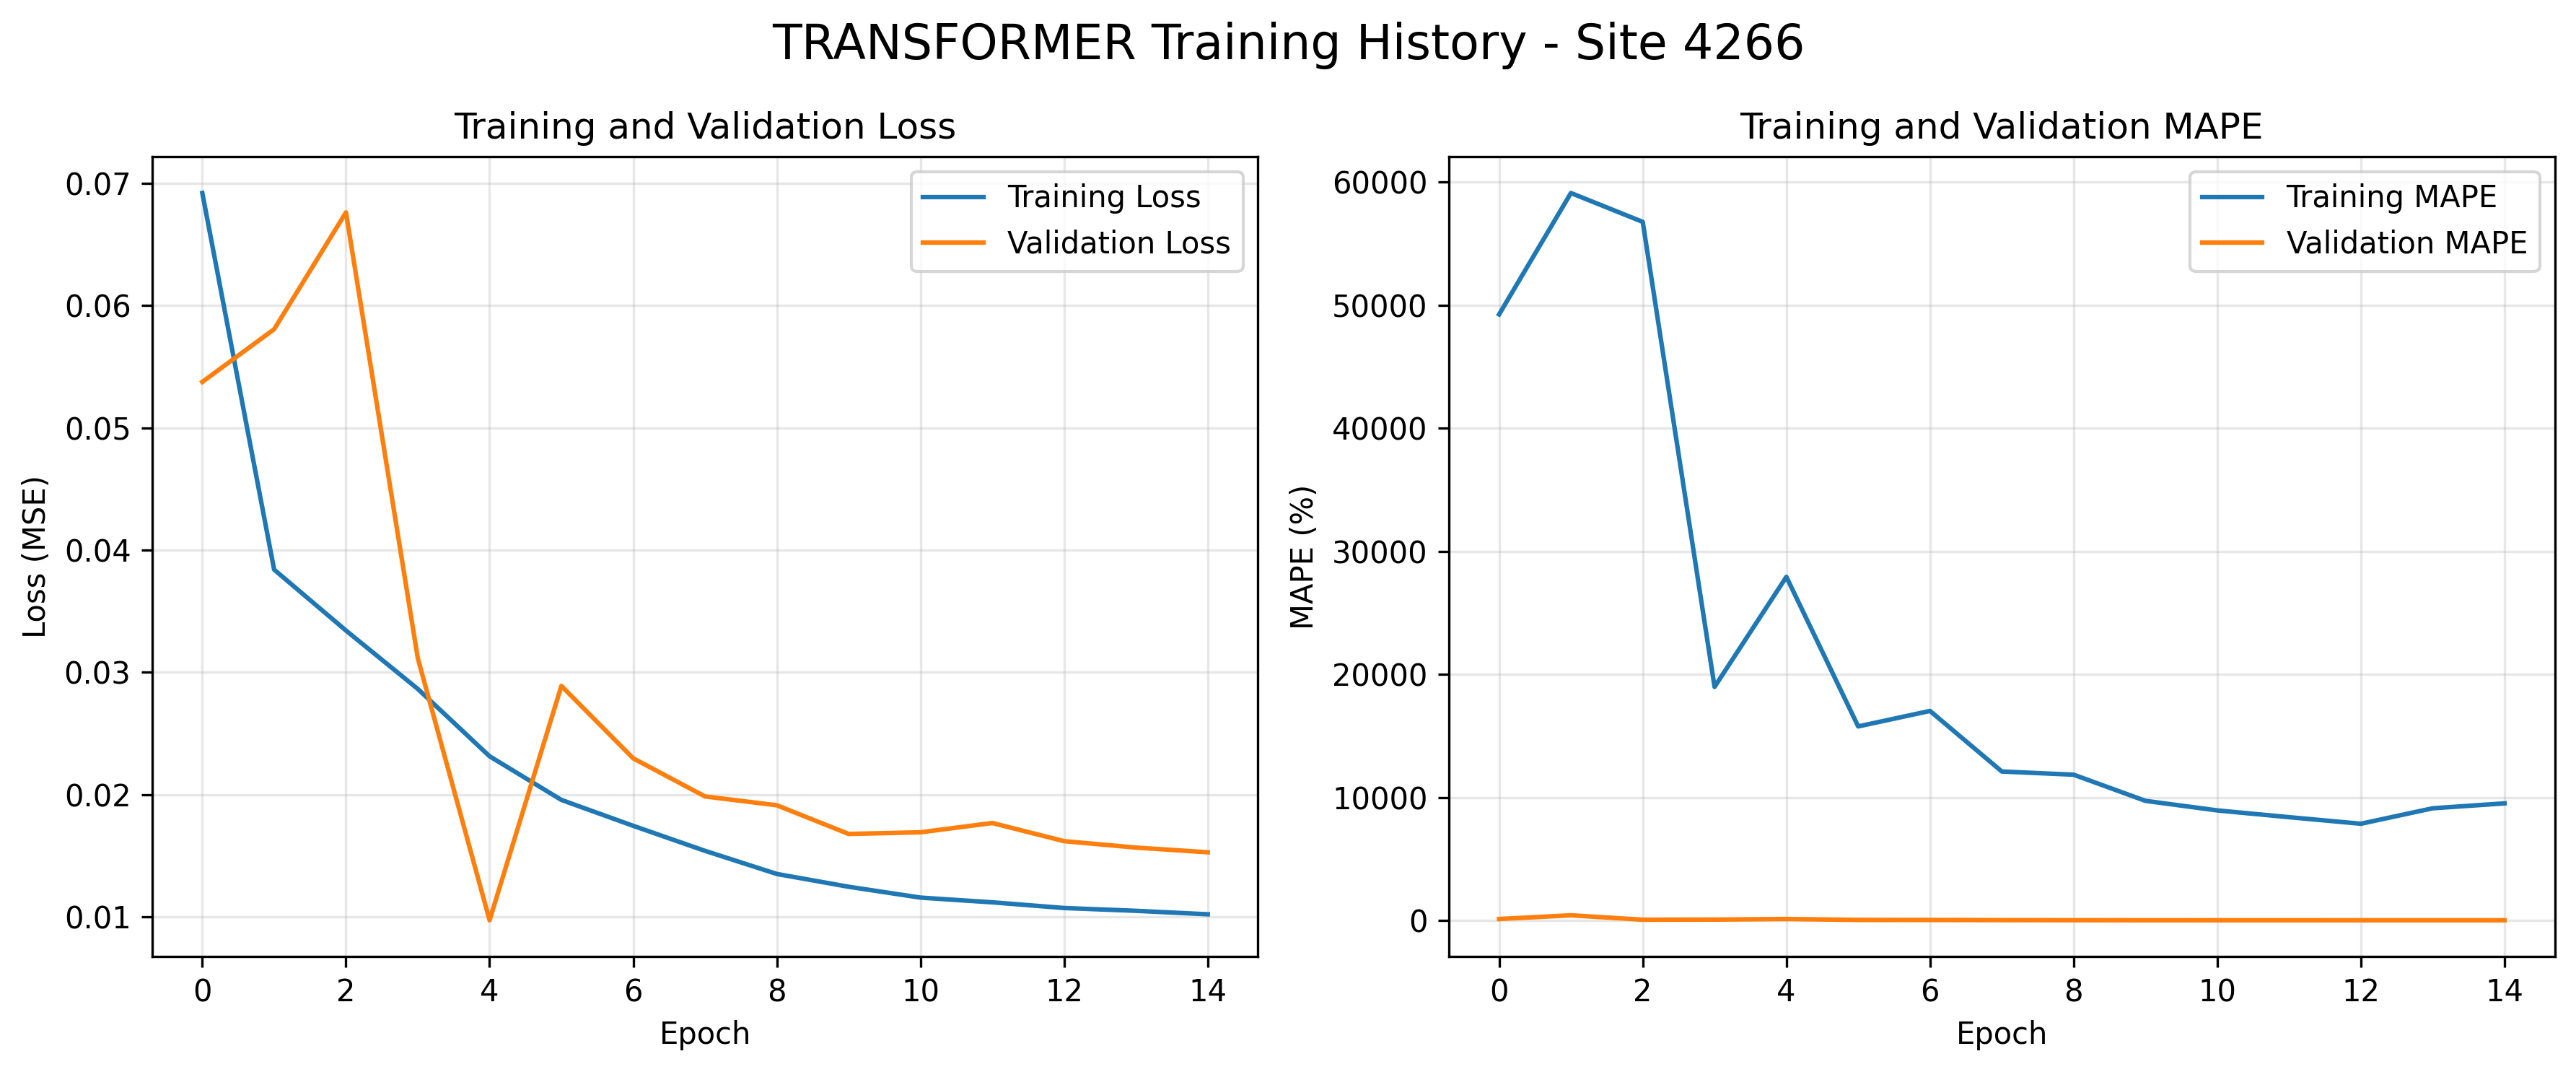 TRANSFORMER Training History - Site 4266
Training and Validation Loss
Loss (MSE)
0.07
0.06
0.05
0.04
0.03
0.02
0.01
Training Loss
Validation Loss
0 2 4 6 8 10 12 14
Epoch
Training and Validation MAPE
MAPE (%)
60000
50000
40000
30000
20000
10000
0
Training MAPE
Validation MAPE
0 2 4 6 8 10 12 14
Epoch